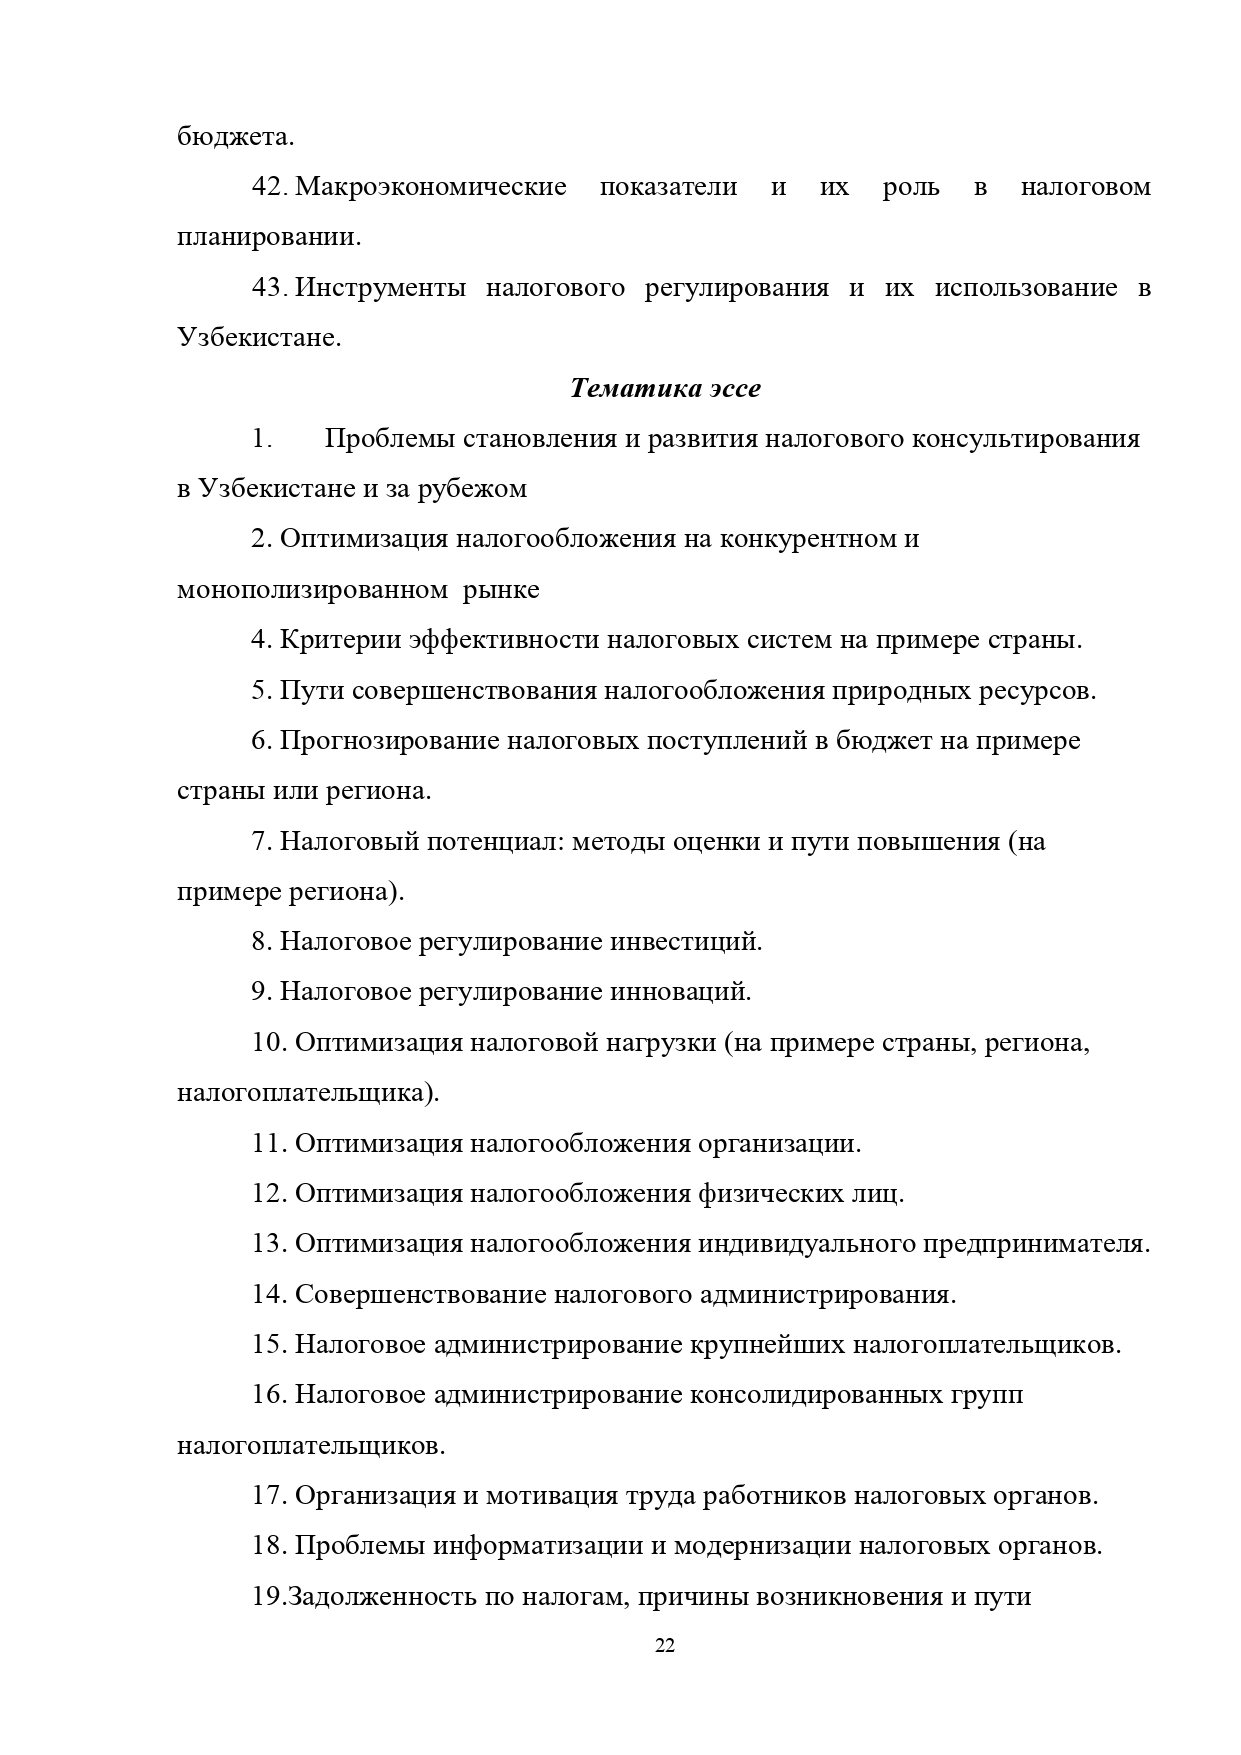 бюджета.
42. Макроэкономические показатели и их роль в налоговом
планировании.
43. Инструменты налогового регулирования и их использование в
Узбекистане.
Тематика эссе
1. Проблемы становления и развития налогового консультирования
в Узбекистане и за рубежом
2. Оптимизация налогообложения на конкурентном и
монополизированном рынке
4. Критерии эффективности налоговых систем на примере страны.
5. Пути совершенствования налогообложения природных ресурсов.
6. Прогнозирование налоговых поступлений в бюджет на примере
страны или региона.
7. Налоговый потенциал: методы оценки и пути повышения (на
примере региона).
8. Налоговое регулирование инвестиций.
9. Налоговое регулирование инноваций.
10. Оптимизация налоговой нагрузки (на примере страны, региона,
налогоплательщика).
11. Оптимизация налогообложения организации.
12. Оптимизация налогообложения физических лиц.
13. Оптимизация налогообложения индивидуального предпринимателя.
14. Совершенствование налогового администрирования.
15. Налоговое администрирование крупнейших налогоплательщиков.
16. Налоговое администрирование консолидированных групп
налогоплательщиков.
17. Организация и мотивация труда работников налоговых органов.
18. Проблемы информатизации и модернизации налоговых органов.
19.Задолженность по налогам, причины возникновения и пути
22